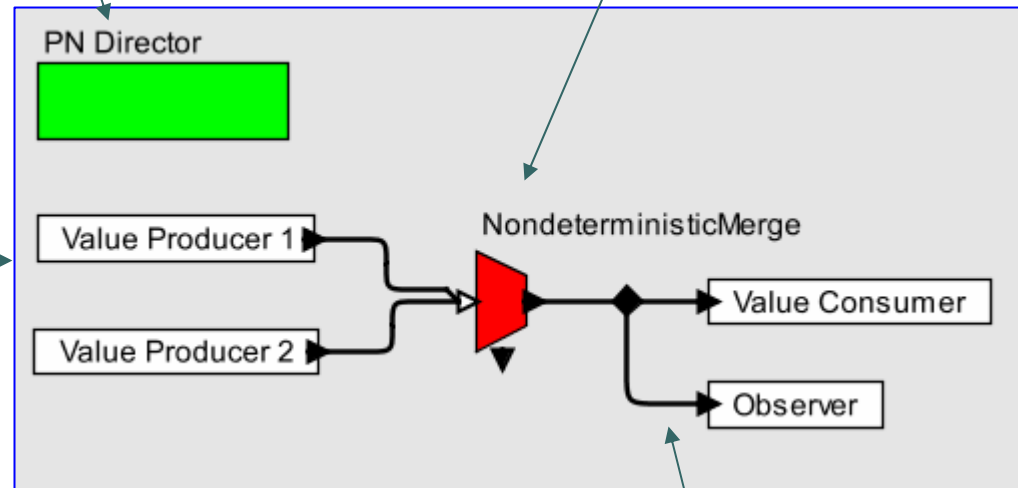 PN Director
NondeterministicMerge
Value Producer 1
Value Consumer
Value Producer 2
Observer